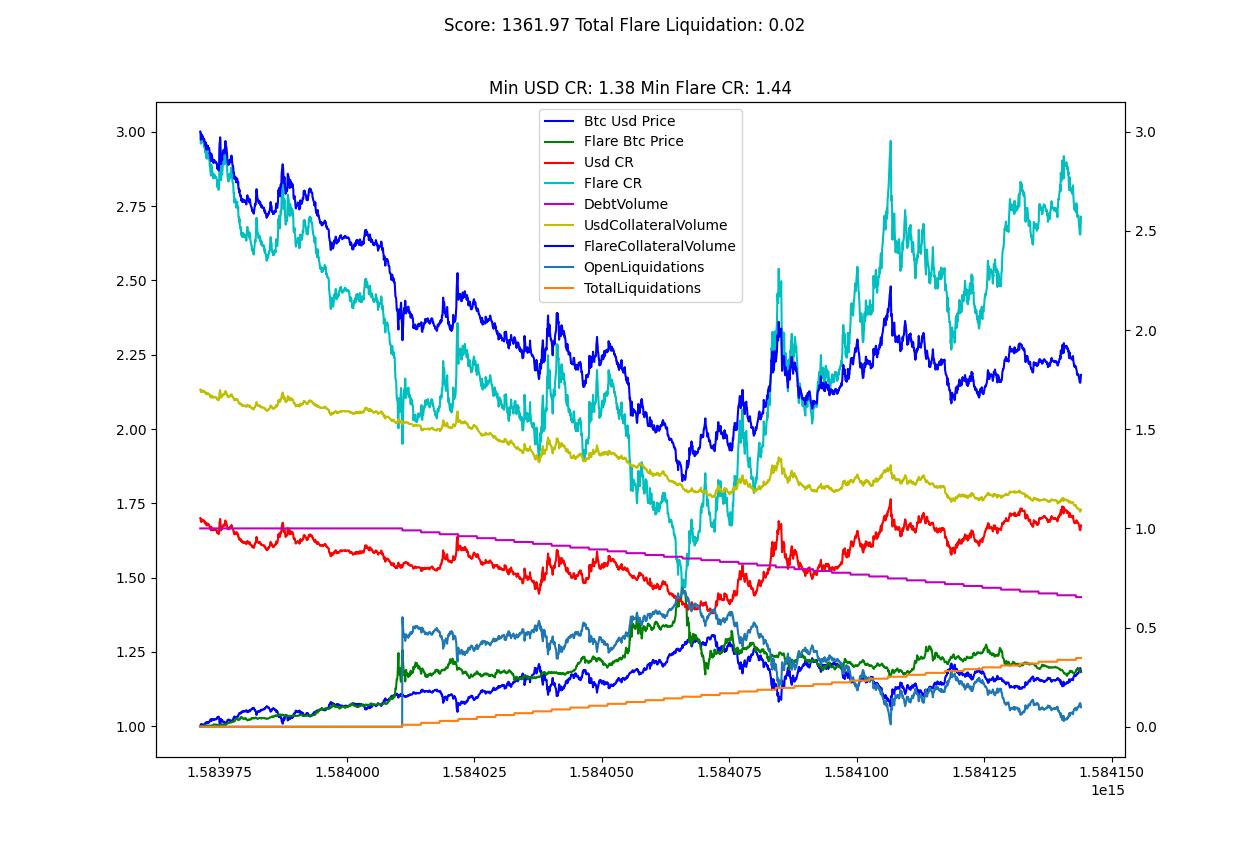 Score: 1361.97 Total Flare Liquidation: 0.02
Min USD CR: 1.38 Min Flare CR: 1.44
Btc Usd Price
Flare Btc Price
Usd CR
Flare CR
DebtVolume
UsdCollateralVolume
FlareCollateralVolume
OpenLiquidations
TotalLiquidations
3.00
2.75
2.50
2.25
2.00
1.75
1.50
1.25
1.00
3.0
2.5
2.0
1.5
1.0
0.5
0.0
1.583975 1.584000 1.584025 1.584050 1.584075 1.584100 1.584125 1.584150
1e15